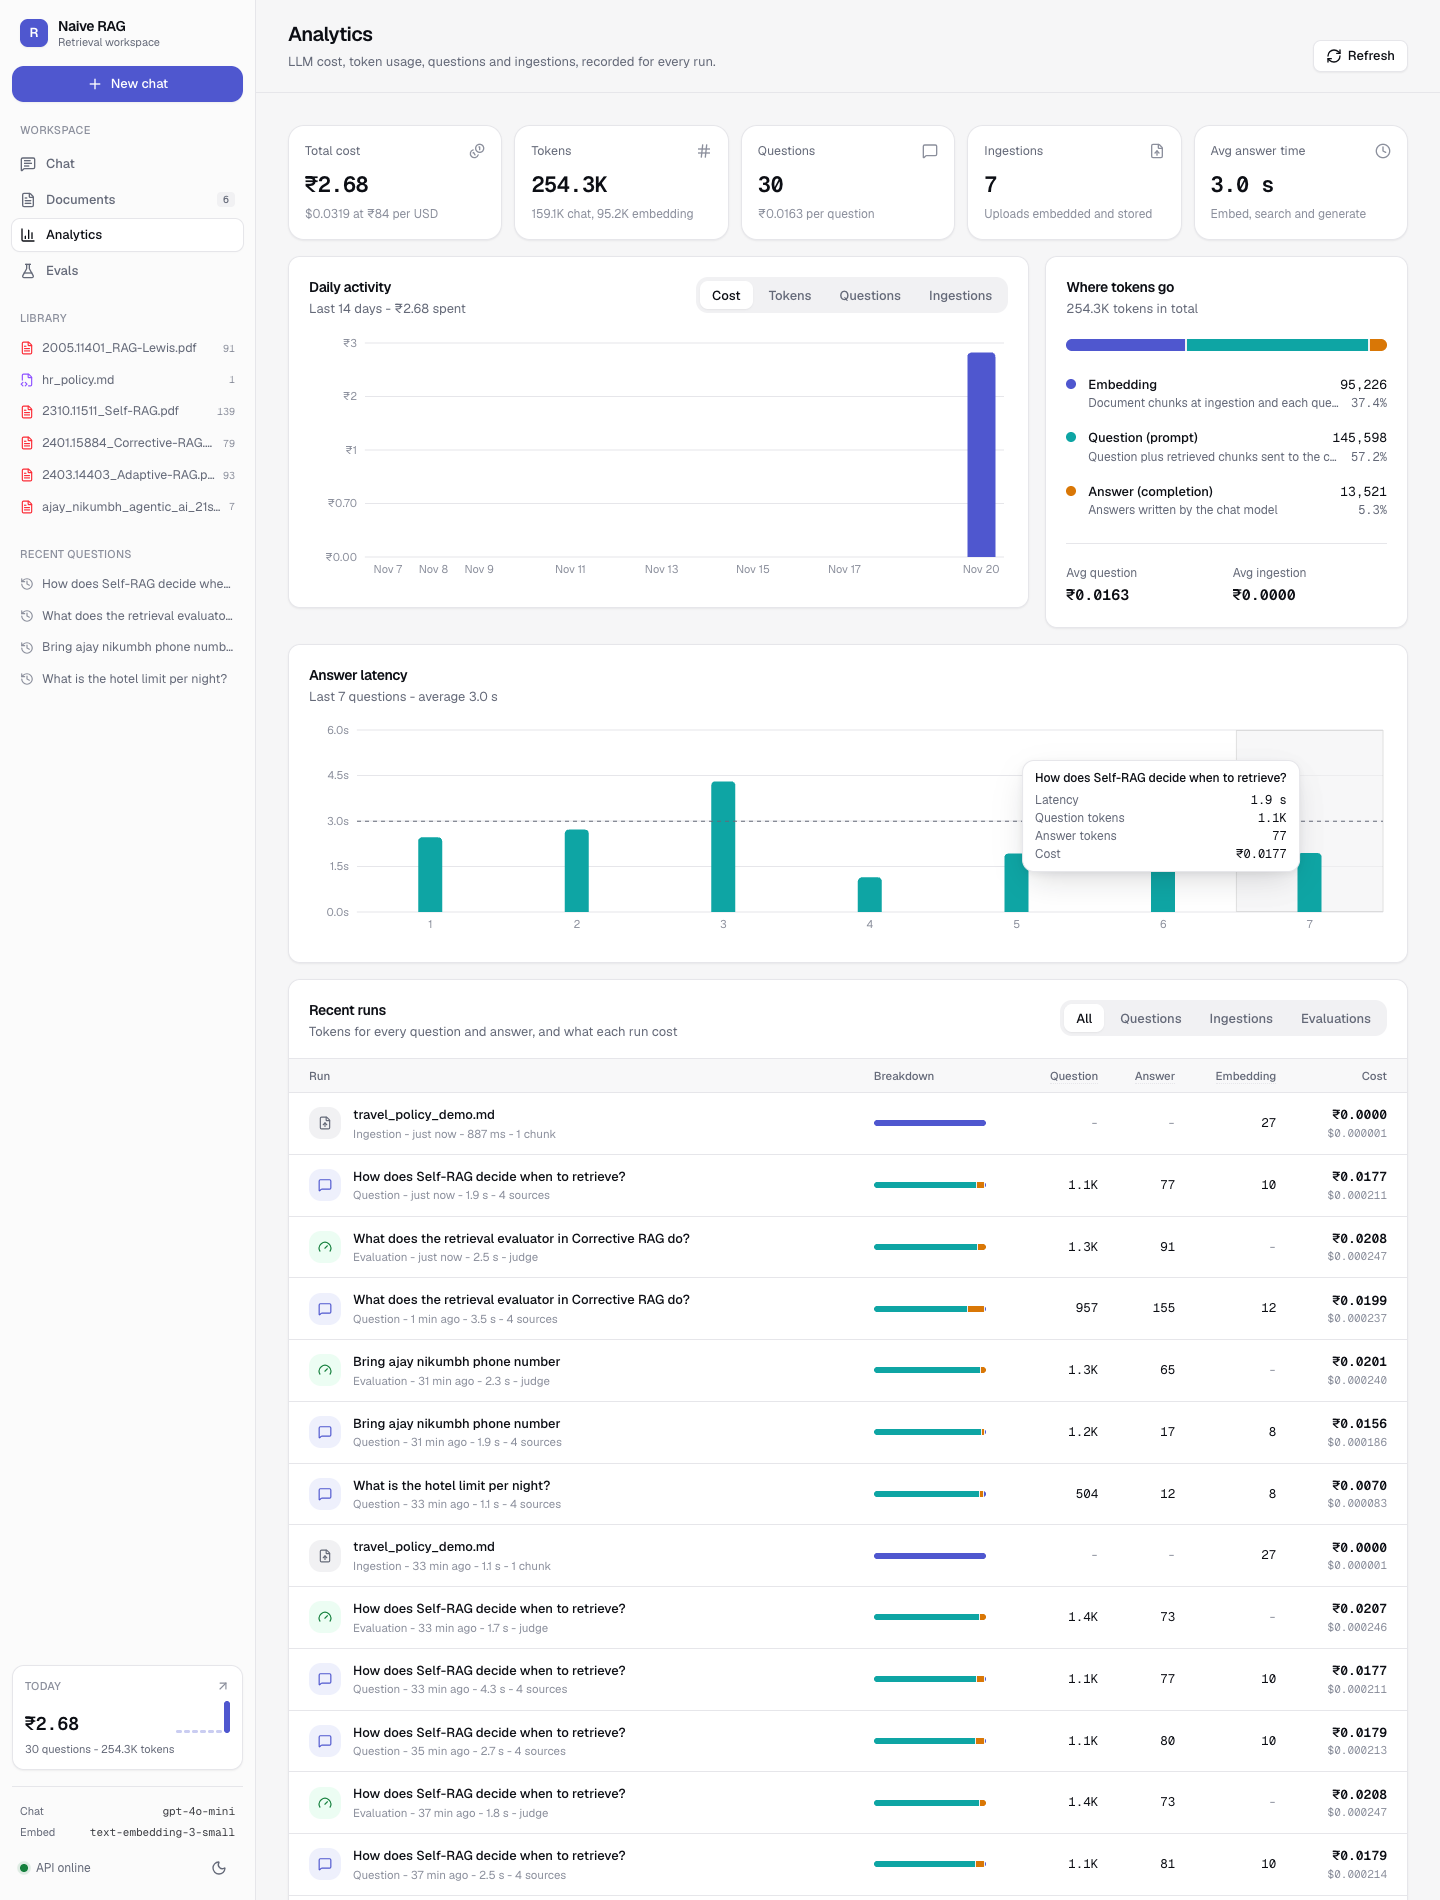 R
Naive RAG
Retrieval workspace
New chat
WORKSPACE
Chat
Documents 6
Analytics
Evals
LIBRARY
2005.11401_RAG-Lewis.pdf 91
hr_policy.md 1
2310.11511_Self-RAG.pdf 139
2401.15884_Corrective-RAG.... 79
2403.14403_Adaptive-RAG.p... 93
ajay_nikumbh_agentic_ai_21s... 7
RECENT QUESTIONS
How does Self-RAG decide whe...
What does the retrieval evaluato...
Bring ajay nikumbh phone numb...
What is the hotel limit per night?
TODAY
₹2.68
30 questions - 254.3K tokens
Chat gpt-4o-mini
Embed text-embedding-3-small
API online
Analytics
LLM cost, token usage, questions and ingestions, recorded for every run.
Refresh
Total cost
₹2.68
$0.0319 at ₹84 per USD
Tokens
254.3K
159.1K chat, 95.2K embedding
Questions
30
₹0.0163 per question
Ingestions
7
Uploads embedded and stored
Avg answer time
3.0 s
Embed, search and generate
Daily activity
Last 14 days - ₹2.68 spent
Cost Tokens Questions Ingestions
₹3
₹2
₹1
₹0.70
₹0.00
Nov 7 Nov 8 Nov 9 Nov 11 Nov 13 Nov 15 Nov 17 Nov 20
Where tokens go
254.3K tokens in total
Embedding 95,226
Document chunks at ingestion and each que... 37.4%
Question (prompt) 145,598
Question plus retrieved chunks sent to the c... 57.2%
Answer (completion) 13,521
Answers written by the chat model 5.3%
Avg question Avg ingestion
₹0.0163 ₹0.0000
Answer latency
Last 7 questions - average 3.0 s
6.0s
4.5s
3.0s
1.5s
0.0s
1 2 3 4 5 6 7
How does Self-RAG decide when to retrieve?
Latency 1.9 s
Question tokens 1.1K
Answer tokens 77
Cost ₹0.0177
Recent runs
Tokens for every question and answer, and what each run cost
All Questions Ingestions Evaluations
Run Breakdown Question Answer Embedding Cost
travel_policy_demo.md - - 27 ₹0.0000
Ingestion - just now - 887 ms - 1 chunk $0.000001
How does Self-RAG decide when to retrieve? 1.1K 77 10 ₹0.0177
Question - just now - 1.9 s - 4 sources $0.000211
What does the retrieval evaluator in Corrective RAG do? 1.3K 91 - ₹0.0208
Evaluation - just now - 2.5 s - judge $0.000247
What does the retrieval evaluator in Corrective RAG do? 957 155 12 ₹0.0199
Question - 1 min ago - 3.5 s - 4 sources $0.000237
Bring ajay nikumbh phone number 1.3K 65 - ₹0.0201
Evaluation - 31 min ago - 2.3 s - judge $0.000240
Bring ajay nikumbh phone number 1.2K 17 8 ₹0.0156
Question - 31 min ago - 1.9 s - 4 sources $0.000186
What is the hotel limit per night? 504 12 8 ₹0.0070
Question - 33 min ago - 1.1 s - 4 sources $0.000083
travel_policy_demo.md - - 27 ₹0.0000
Ingestion - 33 min ago - 1.1 s - 1 chunk $0.000001
How does Self-RAG decide when to retrieve? 1.4K 73 - ₹0.0207
Evaluation - 33 min ago - 1.7 s - judge $0.000246
How does Self-RAG decide when to retrieve? 1.1K 77 10 ₹0.0177
Question - 33 min ago - 4.3 s - 4 sources $0.000211
How does Self-RAG decide when to retrieve? 1.1K 80 10 ₹0.0179
Question - 35 min ago - 2.7 s - 4 sources $0.000213
How does Self-RAG decide when to retrieve? 1.4K 73 - ₹0.0208
Evaluation - 37 min ago - 1.8 s - judge $0.000247
How does Self-RAG decide when to retrieve? 1.1K 81 10 ₹0.0179
Question - 37 min ago - 2.5 s - 4 sources $0.000214